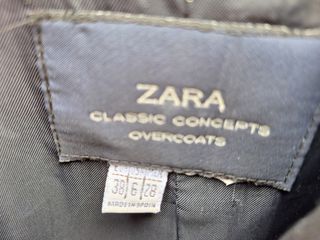 ZARA
CLASSIC CONCEPTS
OVERCOATS
38 6 28
MADE IN SPAIN